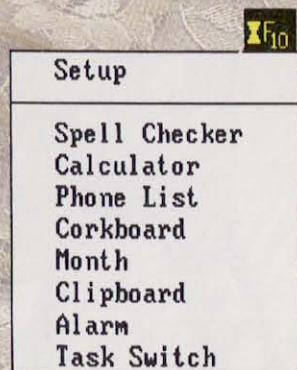 F10
Setup
Spell Checker
Calculator
Phone List
Corkboard
Month
Clipboard
Alarm
Task Switch